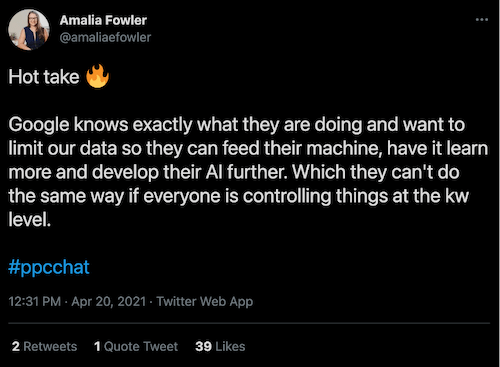 Amalia Fowler
@amaliaefowler
Hot take 🔥
Google knows exactly what they are doing and want to
limit our data so they can feed their machine, have it learn
more and develop their AI further. Which they can't do
the same way if everyone is controlling things at the kw
level.
#ppcchat
12:31 PM · Apr 20, 2021 · Twitter Web App
2 Retweets 1 Quote Tweet 39 Likes